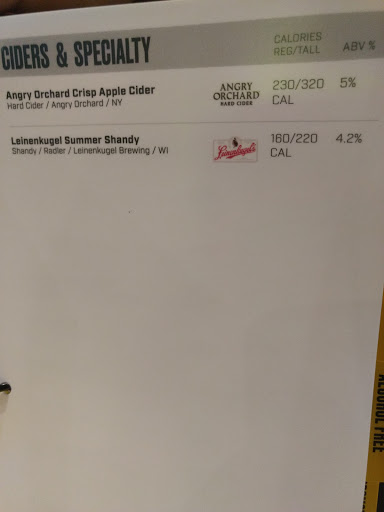 CIDERS & SPECIALTY
CALORIES
REG/TALL
ABV %
Angry Orchard Crisp Apple Cider
Hard Cider / Angry Orchard / NY
ANGRY
ORCHARD
HARD CIDER
230/320
CAL
5%
Leinenkugel Summer Shandy
Shandy / Radler / Leinenkugel Brewing / WI
Leinenkugel's
160/220
CAL
4.2%
ALCOHOL FREE